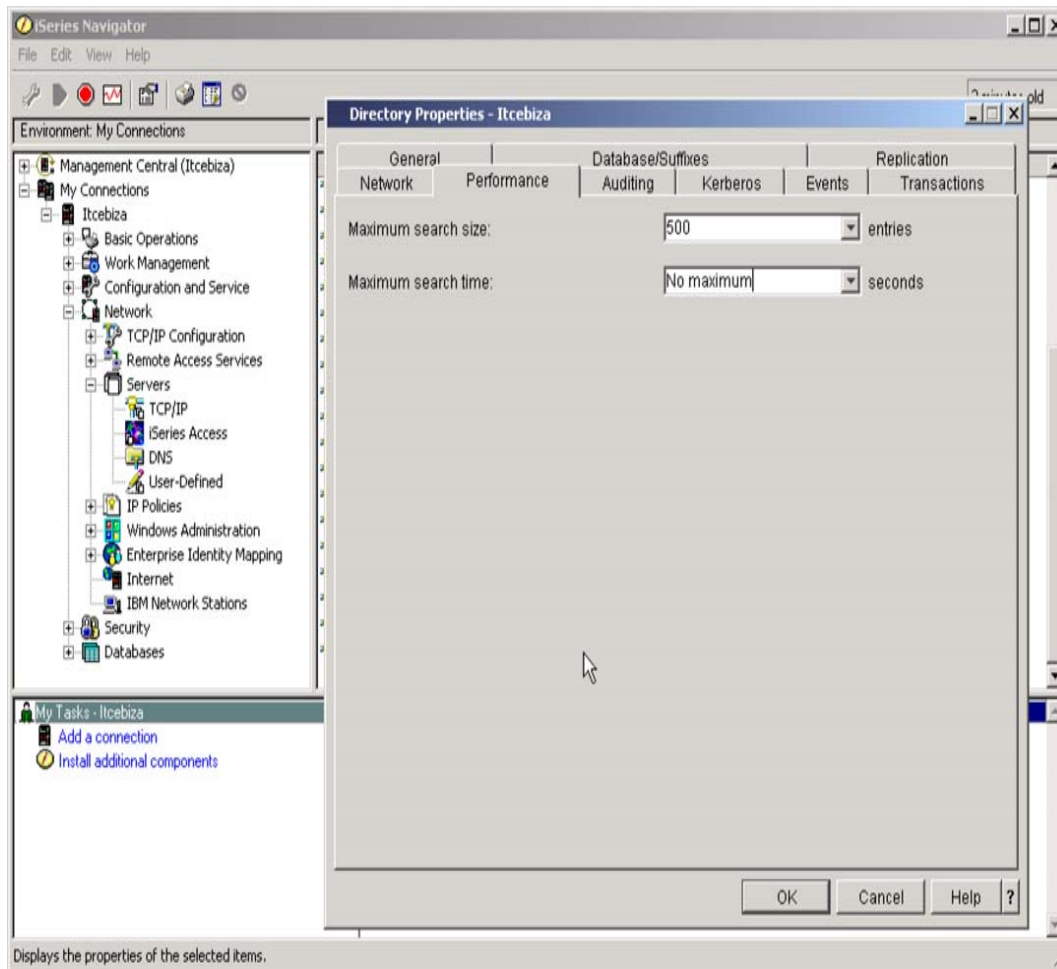 iSeries Navigator
File Edit View Help
old
Environment: My Connections
Management Central (Itcebiza)
My Connections
Itcebiza
Basic Operations
Work Management
Configuration and Service
Network
TCP/IP Configuration
Remote Access Services
Servers
TCP/IP
iSeries Access
DNS
User-Defined
IP Policies
Windows Administration
Enterprise Identity Mapping
Internet
IBM Network Stations
Security
Databases
Directory Properties - Itcebiza
General Database/Suffixes Replication
Network Performance Auditing Kerberos Events Transactions
Maximum search size: 500 entries
Maximum search time: No maximum seconds
OK Cancel Help ?
My Tasks - Itcebiza
Add a connection
Install additional components
Displays the properties of the selected items.